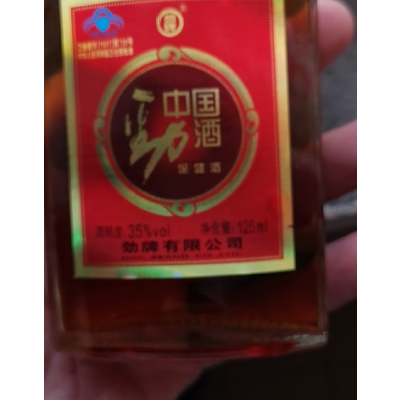 中国
劲酒
保健酒
酒精度:35%vol 净含量:125ml
劲牌有限公司